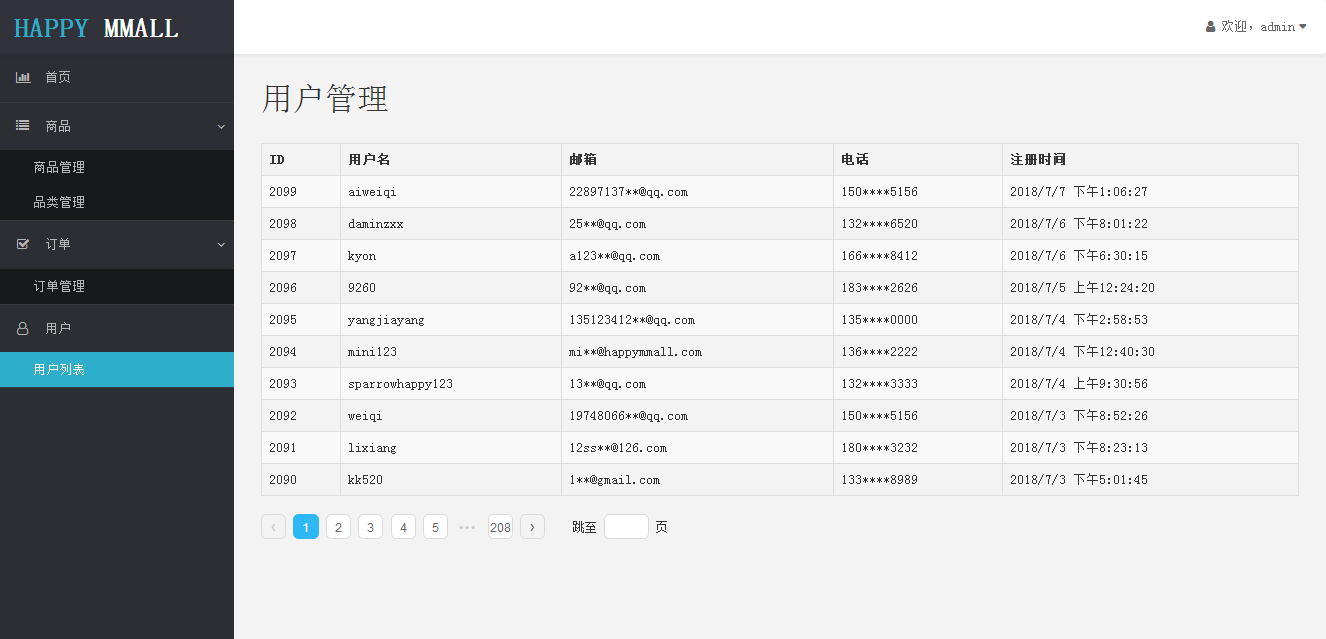 HAPPY MMALL
欢迎，admin
首页
商品
商品管理
品类管理
订单
订单管理
用户
用户列表
用户管理
ID 用户名 邮箱 电话 注册时间
2099 aiweiqi 22897137**@qq.com 150****5156 2018/7/7 下午1:06:27
2098 daminzxx 25**@qq.com 132****6520 2018/7/6 下午8:01:22
2097 kyon a123**@qq.com 166****8412 2018/7/6 下午6:30:15
2096 9260 92**@qq.com 183****2626 2018/7/5 上午12:24:20
2095 yangjiayang 135123412**@qq.com 135****0000 2018/7/4 下午2:58:53
2094 mini123 mi**@happymmall.com 136****2222 2018/7/4 下午12:40:30
2093 sparrowhappy123 13**@qq.com 132****3333 2018/7/4 上午9:30:56
2092 weiqi 19748066**@qq.com 150****5156 2018/7/3 下午8:52:26
2091 lixiang 12ss**@126.com 180****3232 2018/7/3 下午8:23:13
2090 kk520 1**@gmail.com 133****8989 2018/7/3 下午5:01:45
‹ 1 2 3 4 5 ••• 208 › 跳至 页